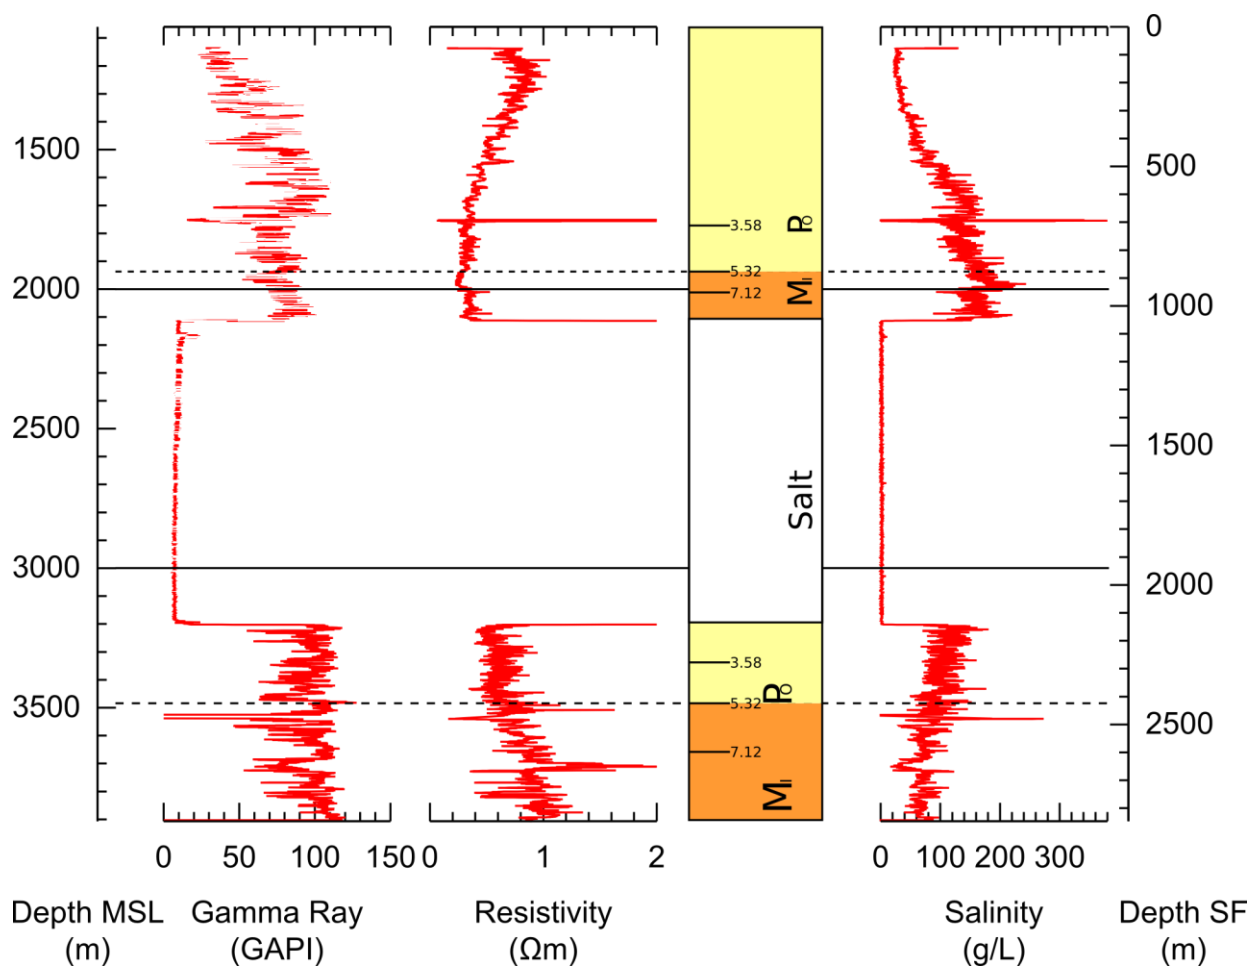 0
1500
500
3.58
Po
5.32
2000
7.12
Mi
1000
2500
1500
Salt
3000
2000
3.58
Po
5.32
3500
2500
7.12
Mi
0 50 100 150 0 1 2 0 100 200 300
Depth MSL Gamma Ray Resistivity Salinity Depth SF
(m) (GAPI) (Ωm) (g/L) (m)